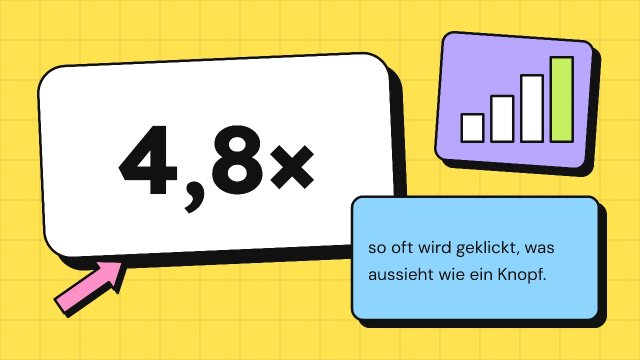 4,8×
so oft wird geklickt, was
aussieht wie ein Knopf.